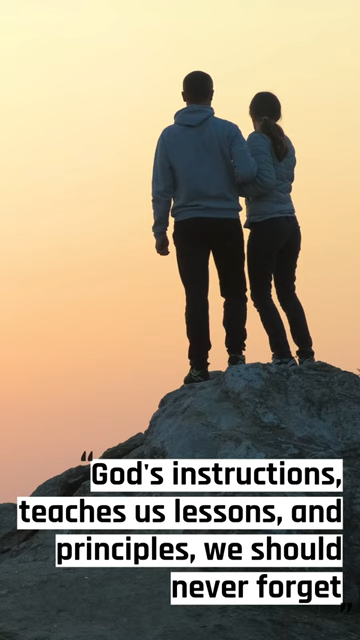 "God's instructions,
teaches us lessons, and
principles, we should
never forget"